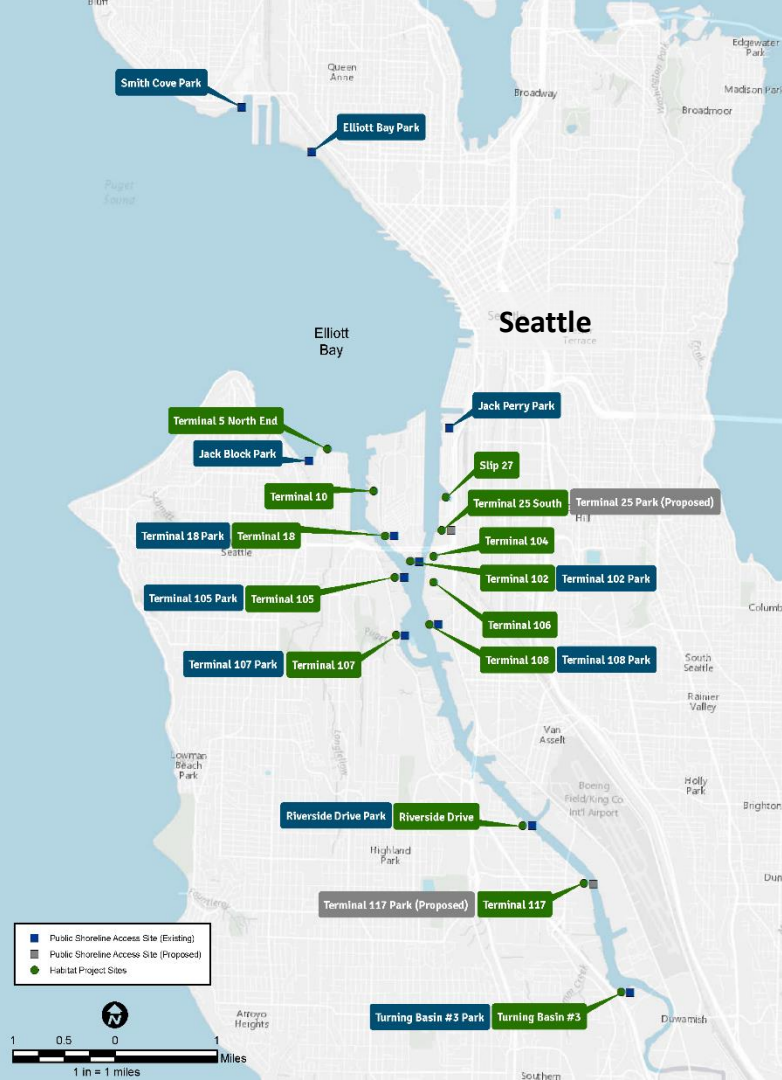 Bluff
Edgewater
Park
Queen
Anne
Smith Cove Park
Broadway
Madison Park
Broadmoor
Elliott Bay Park
Puget
Sound
Seattle
Terrace
Elliott
Bay
Jack Perry Park
Terminal 5 North End
Jack Block Park
Slip 27
Terminal 10
Terminal 25 South
Terminal 25 Park (Proposed)
Hill
Terminal 18 Park
Terminal 18
Terminal 104
Seattle
Terminal 102
Terminal 102 Park
Terminal 105 Park
Terminal 105
Columb
Terminal 106
Terminal 107 Park
Terminal 107
Terminal 108
Terminal 108 Park
South
Seattle
Rainier
Valley
Van
Asselt
Lowman
Beach
Park
Longfellow
Boeing
Field/King Co
Int'l Airport
Holly
Park
Brighton
Riverside Drive Park
Riverside Drive
Highland
Park
Dun
Terminal 117 Park (Proposed)
Terminal 117
Public Shoreline Access Site (Existing)
Public Shoreline Access Site (Proposed)
Habitat Project Sites
N
Turning Basin #3 Park
Turning Basin #3
Duwamish
Arroyo
Heights
1 0.5 0 1
Miles
1 in = 1 miles
Southern